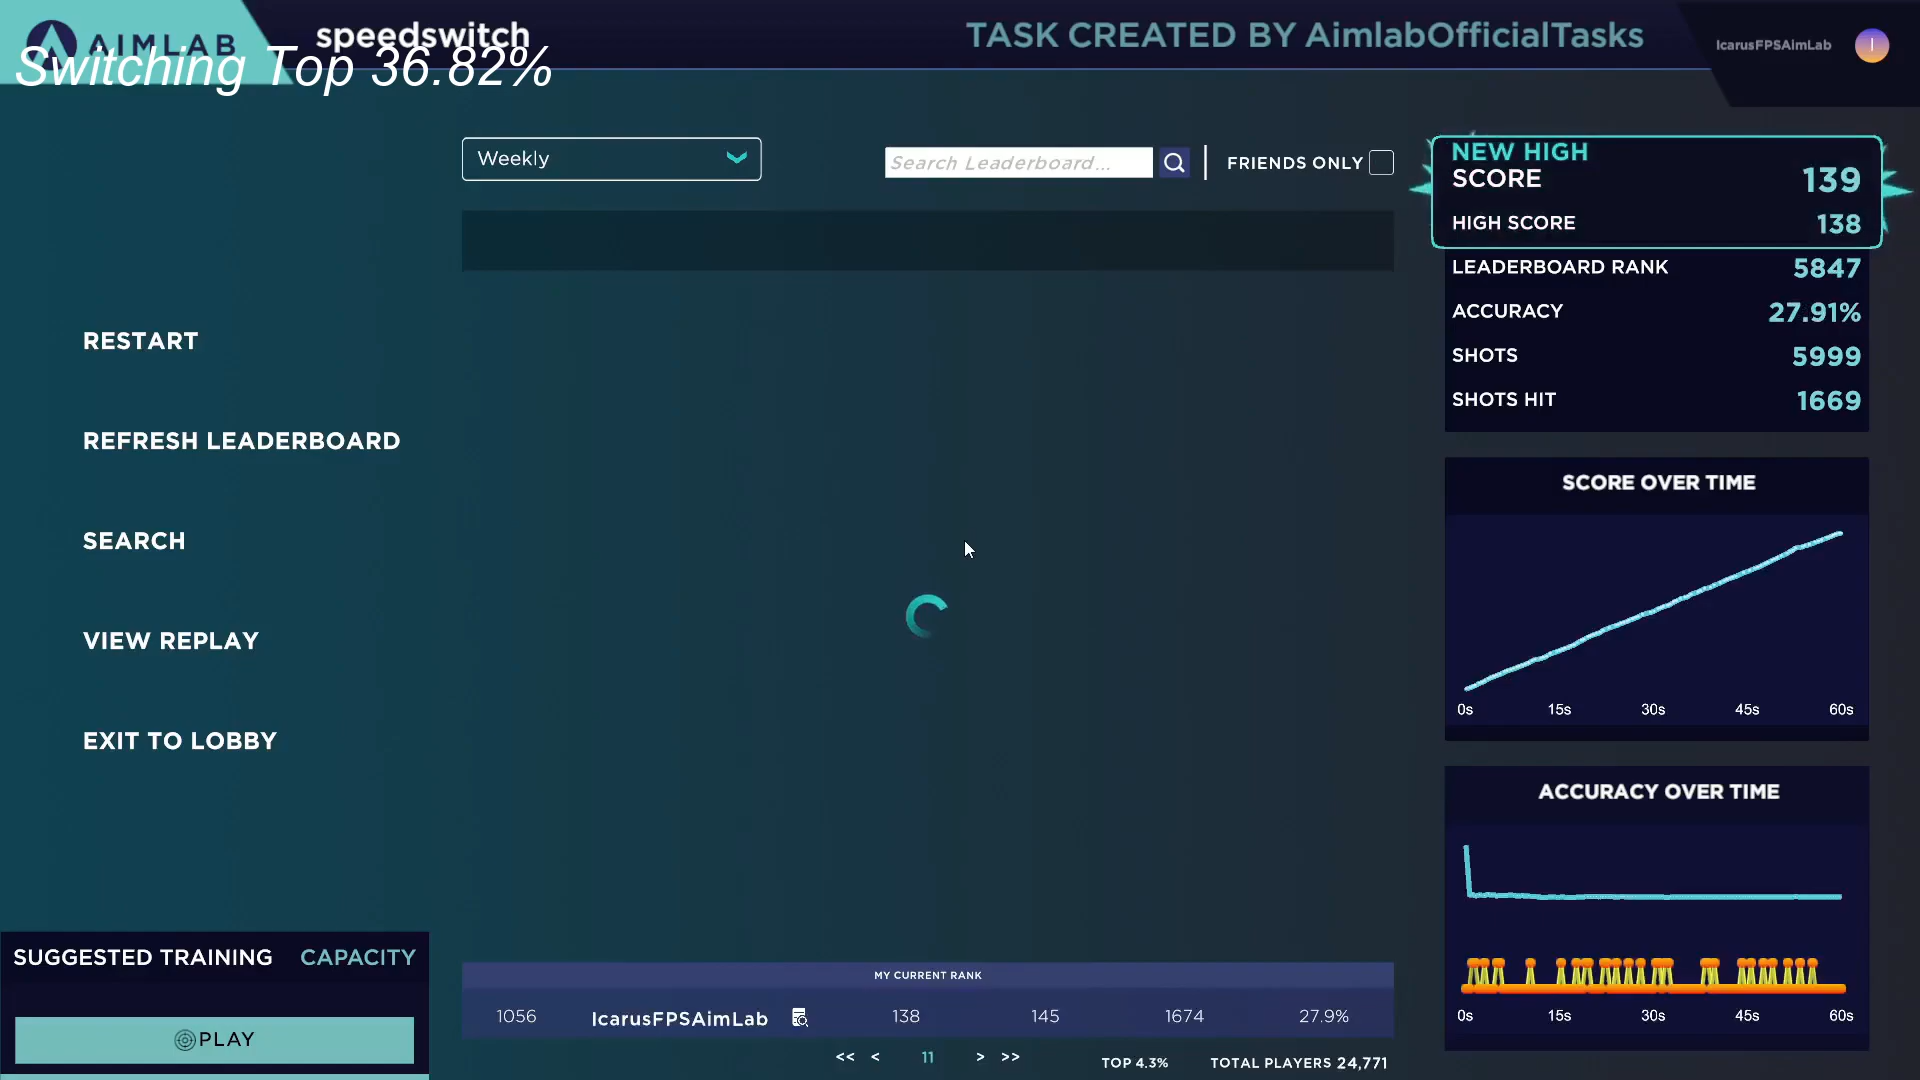 AIMLAB
speedswitch
TASK CREATED BY AimlabOfficialTasks
IcarusFPSAimLab
I
Switching Top 36.82%
Weekly
Search Leaderboard...
FRIENDS ONLY
NEW HIGH
SCORE 139
HIGH SCORE 138
LEADERBOARD RANK 5847
ACCURACY 27.91%
SHOTS 5999
SHOTS HIT 1669
RESTART
REFRESH LEADERBOARD
SEARCH
VIEW REPLAY
EXIT TO LOBBY
SCORE OVER TIME
0s 15s 30s 45s 60s
ACCURACY OVER TIME
0s 15s 30s 45s 60s
SUGGESTED TRAINING CAPACITY
PLAY
MY CURRENT RANK
1056 IcarusFPSAimLab 138 145 1674 27.9%
<< < 11 > >>
TOP 4.3% TOTAL PLAYERS 24,771